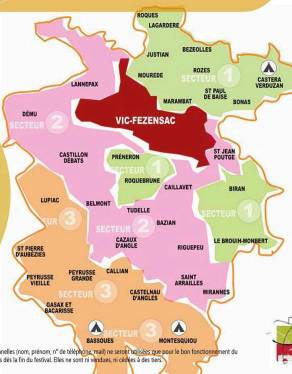 ROQUES
LAGARDERE
JUSTIAN
BEZEOLLES
MOUREDE
ROZES
SECTEUR 1
CASTERA
VERDUZAN
LANNEPAX
ST PAUL
DE BAISE
MARAMBAT
BONAS
VIC-FEZENSAC
DÉMU
SECTEUR 2
ST JEAN
POUTGE
CASTILLON
DEBATS
PRÉNERON
SECTEUR 1
ROQUEBRUNE
CAILLAVET
BIRAN
LUPIAC
BELMONT
TUDELLE
SECTEUR 1
SECTEUR 3
BAZIAN
SECTEUR 2
CAZAUX
D'ANGLE
RIGUEPEU
LE BROUIH-MONBERT
ST PIERRE
D'AUBEZIES
PEYRUSSE
VIEILLE
PEYRUSSE
GRANDE
CALLIAN
SAINT
ARRAILLES
MIRANNES
SECTEUR 3
CASTELNAU
D'ANGLES
GASAX ET
BACARISSE
SECTEUR 3
BASSOUES
MONTESQUIOU
nnelles (nom, prénom, n° de téléphone, mail) ne seront utilisées que pour le bon fonctionnement du
s dès la fin du festival. Elles ne sont ni vendues, ni cédées à des tiers.